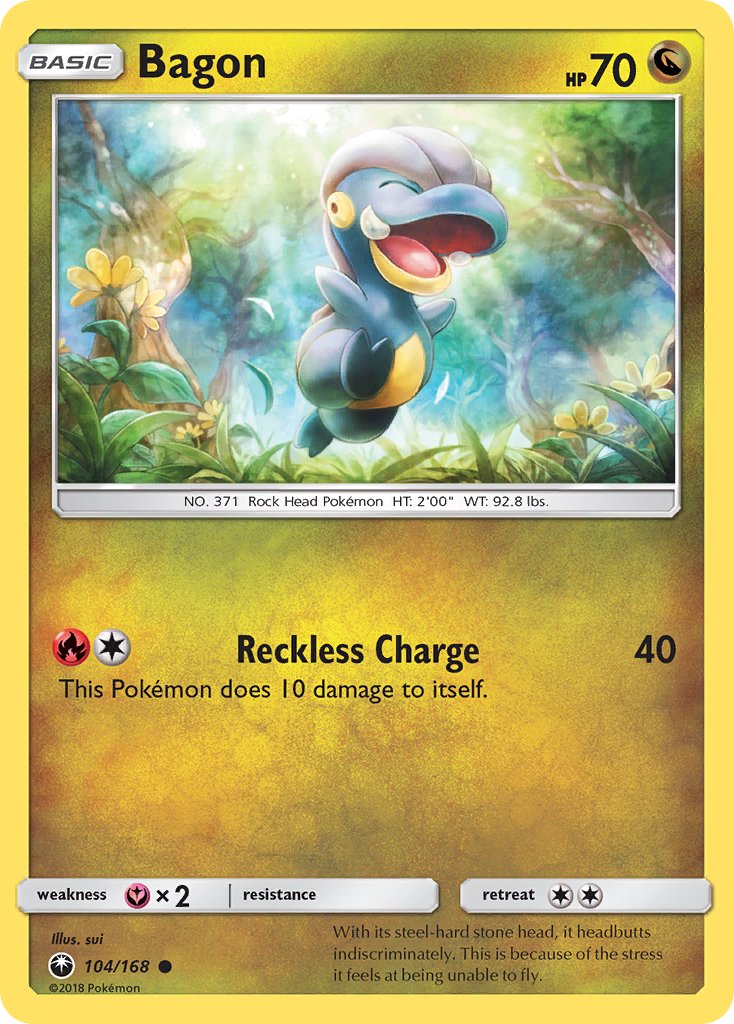 BASIC Bagon HP 70
NO. 371 Rock Head Pokémon HT: 2'00" WT: 92.8 lbs.
Reckless Charge 40
This Pokémon does 10 damage to itself.
weakness × 2 resistance retreat
Illus. sui
104/168
©2018 Pokémon
With its steel-hard stone head, it headbutts
indiscriminately. This is because of the stress
it feels at being unable to fly.